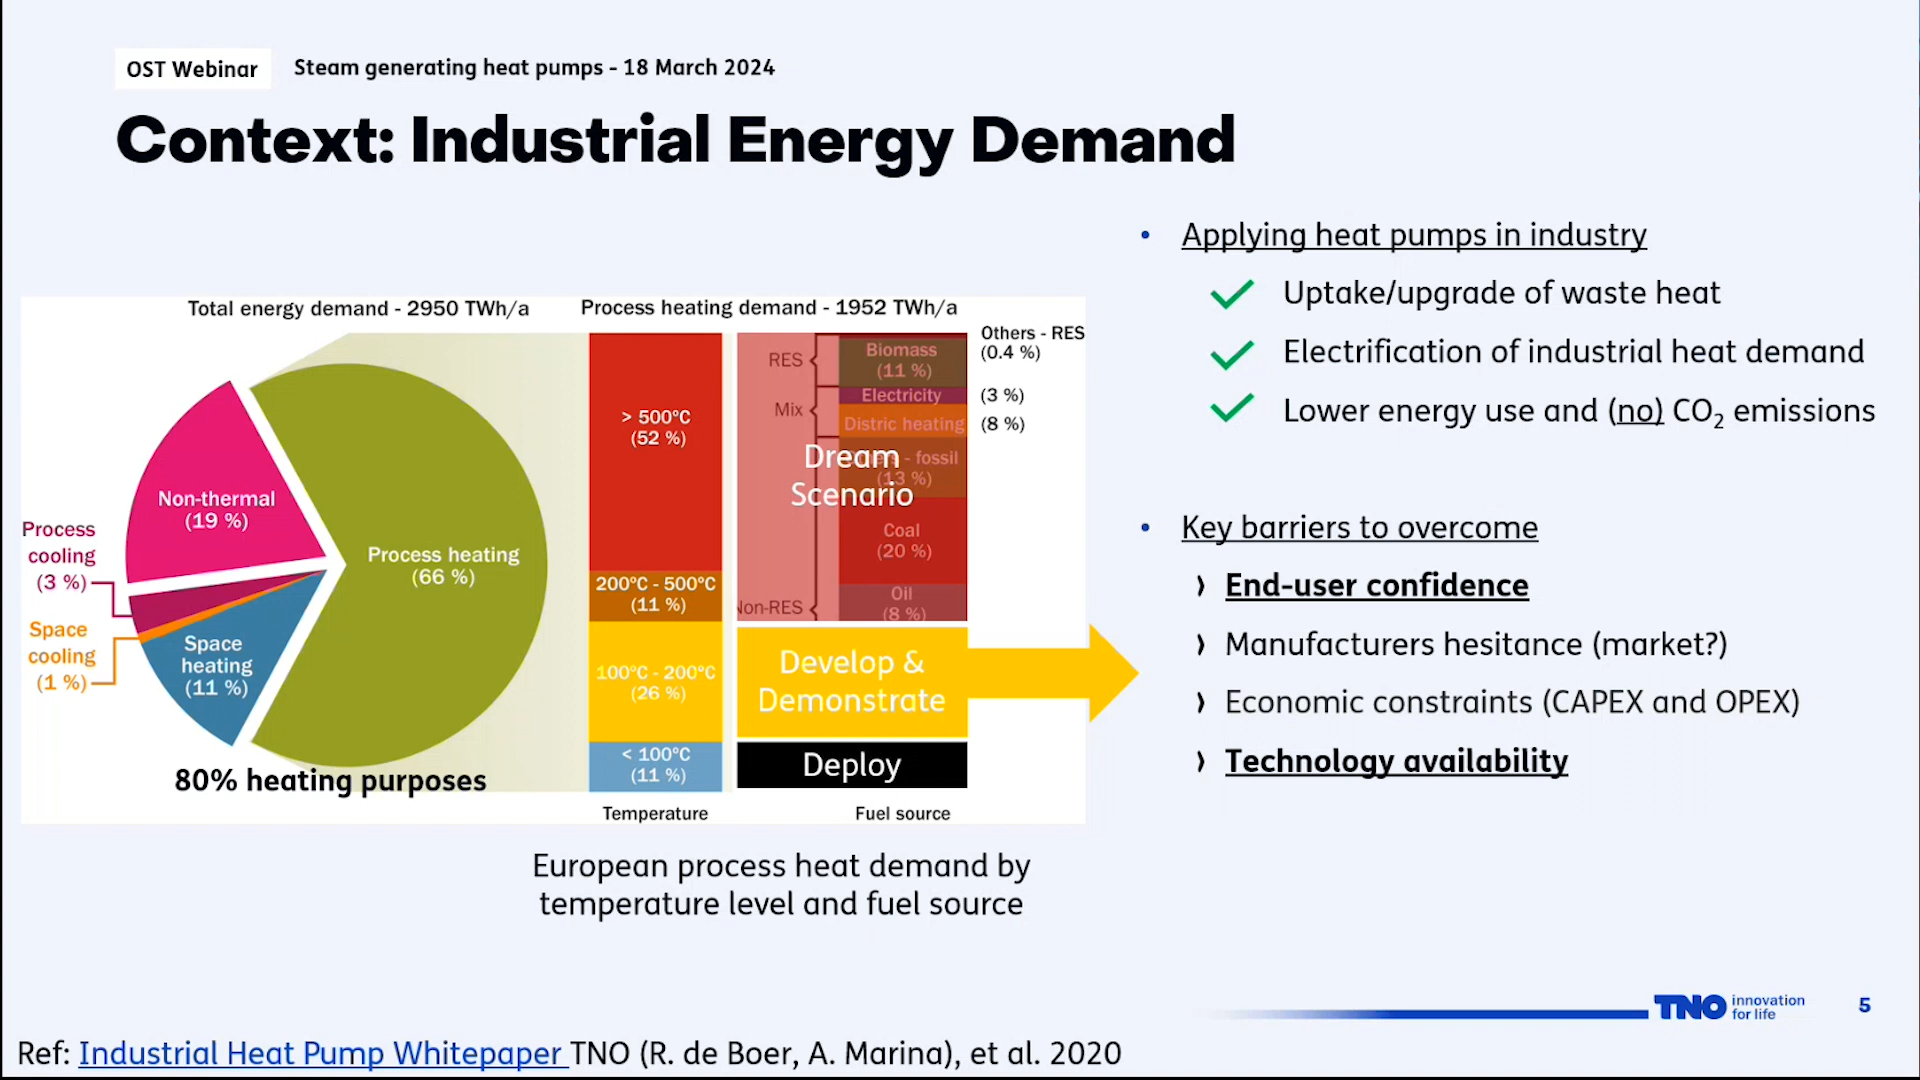 OST Webinar
Steam generating heat pumps - 18 March 2024
Context: Industrial Energy Demand
Total energy demand - 2950 TWh/a
Process heating demand - 1952 TWh/a
Non-thermal
(19 %)
Process
cooling
(3 %)
Space
cooling
(1 %)
Space
heating
(11 %)
Process heating
(66 %)
80% heating purposes
> 500°C
(52 %)
200°C - 500°C
(11 %)
100°C - 200°C
(26 %)
< 100°C
(11 %)
Temperature
RES
Mix
Non-RES
Biomass
(11 %)
Electricity
Distric heating
- fossil
(13 %)
Coal
(20 %)
Oil
(8 %)
Others - RES
(0.4 %)
(3 %)
(8 %)
Dream
Scenario
Develop &
Demonstrate
Deploy
Fuel source
European process heat demand by
temperature level and fuel source
• Applying heat pumps in industry
Uptake/upgrade of waste heat
Electrification of industrial heat demand
Lower energy use and (no) CO₂ emissions
• Key barriers to overcome
› End-user confidence
› Manufacturers hesitance (market?)
› Economic constraints (CAPEX and OPEX)
› Technology availability
TNO innovation
for life
5
Ref: Industrial Heat Pump Whitepaper TNO (R. de Boer, A. Marina), et al. 2020